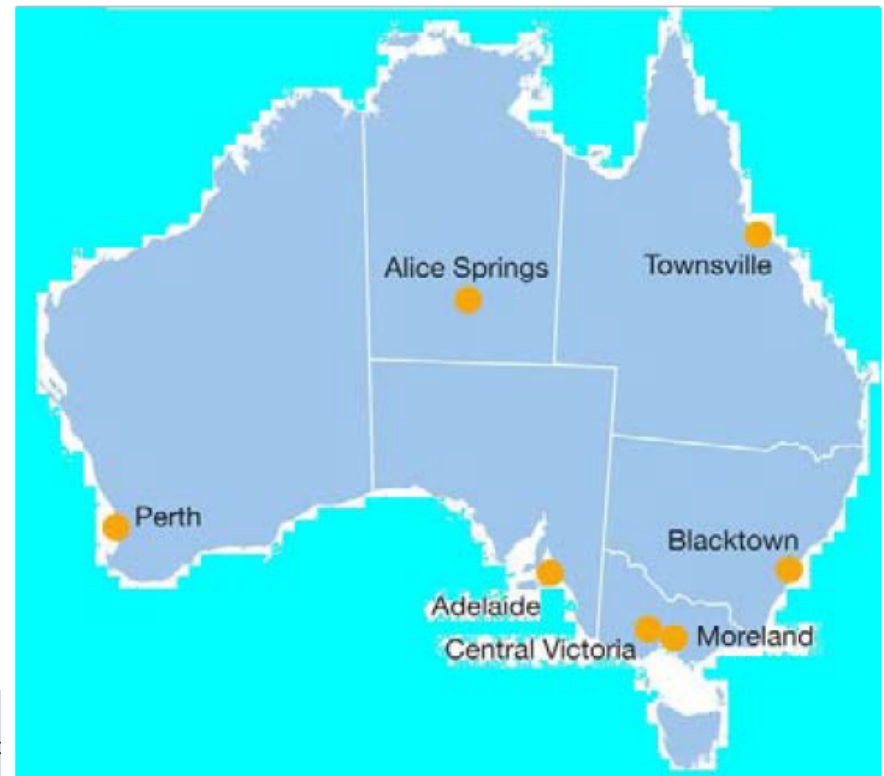 Alice Springs
Townsville
Perth
Blacktown
Adelaide
Moreland
Central Victoria